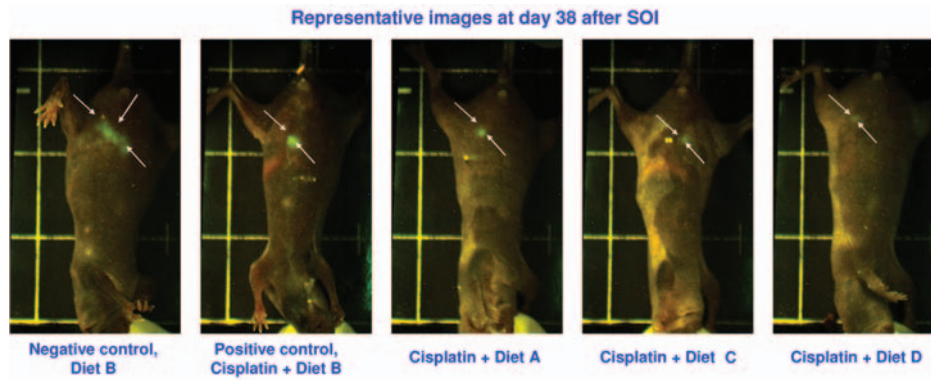 Representative images at day 38 after SOI
Negative control,
Diet B
Positive control,
Cisplatin + Diet B
Cisplatin + Diet A
Cisplatin + Diet C
Cisplatin + Diet D